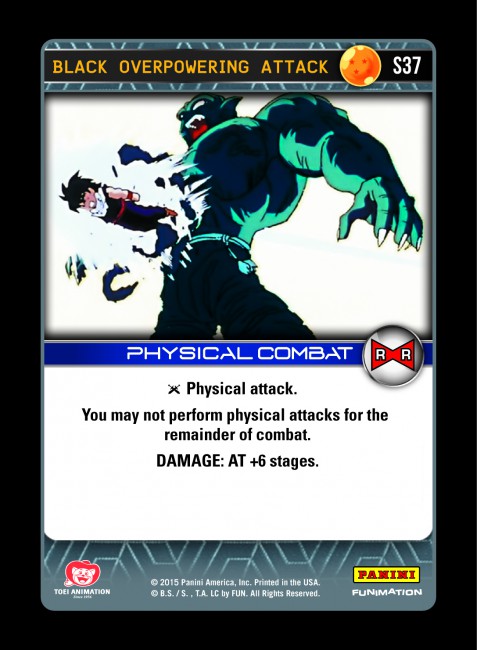 BLACK OVERPOWERING ATTACK S37
PHYSICAL COMBAT RR
Physical attack.
You may not perform physical attacks for the
remainder of combat.
DAMAGE: AT +6 stages.
TOEI ANIMATION
© 2015 Panini America, Inc. Printed in the USA.
© B.S. / S. , T.A. LC by FUN. All Rights Reserved.
PANINI
FUNIMATION